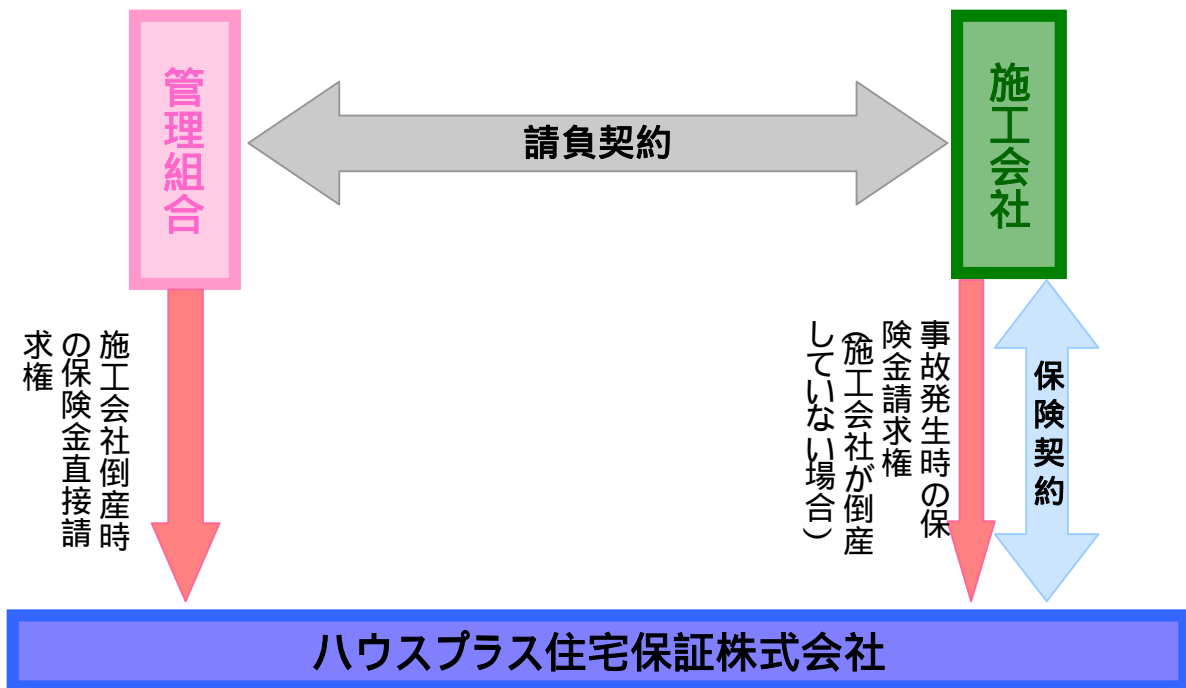 管理組合
請負契約
施工会社
施工会社倒産時
の保険金直接請
求権
事故発生時の保
険金請求権
(施工会社が倒産
していない場合)
保険契約
ハウスプラス住宅保証株式会社